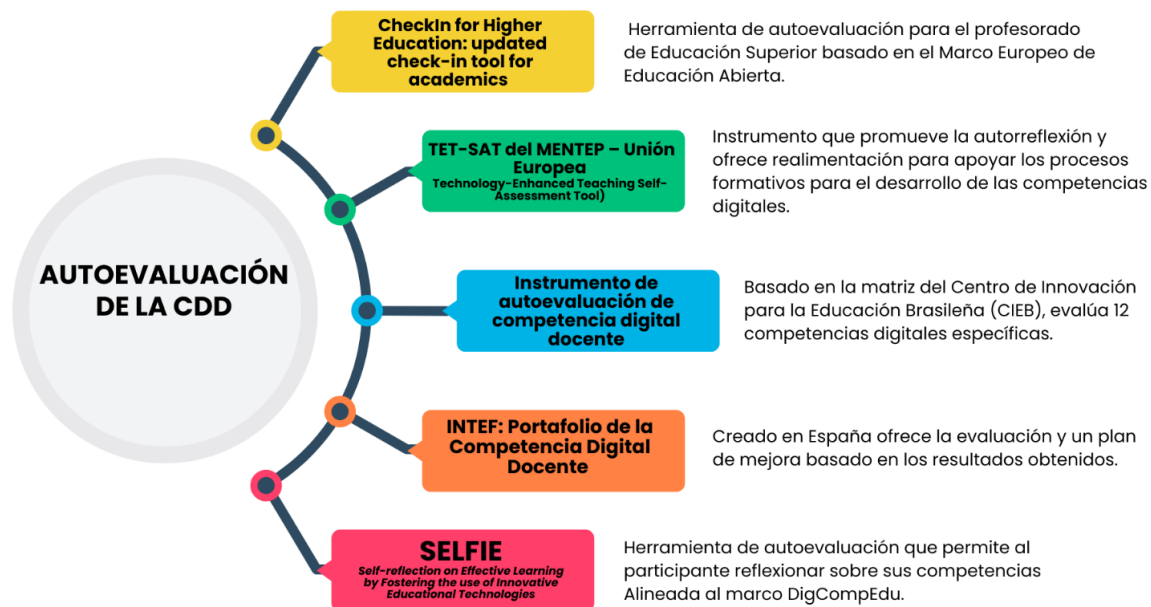 AUTOEVALUACIÓN
DE LA CDD
CheckIn for Higher
Education: updated
check-in tool for
academics
Herramienta de autoevaluación para el profesorado
de Educación Superior basado en el Marco Europeo de
Educación Abierta.
TET-SAT del MENTEP – Unión
Europea
Technology-Enhanced Teaching Self-
Assessment Tool)
Instrumento que promueve la autorreflexión y
ofrece realimentación para apoyar los procesos
formativos para el desarrollo de las competencias
digitales.
Instrumento de
autoevaluación de
competencia digital
docente
Basado en la matriz del Centro de Innovación
para la Educación Brasileña (CIEB), evalúa 12
competencias digitales específicas.
INTEF: Portafolio de la
Competencia Digital
Docente
Creado en España ofrece la evaluación y un plan
de mejora basado en los resultados obtenidos.
SELFIE
Self-reflection on Effective Learning
by Fostering the use of Innovative
Educational Technologies
Herramienta de autoevaluación que permite al
participante reflexionar sobre sus competencias
Alineada al marco DigCompEdu.